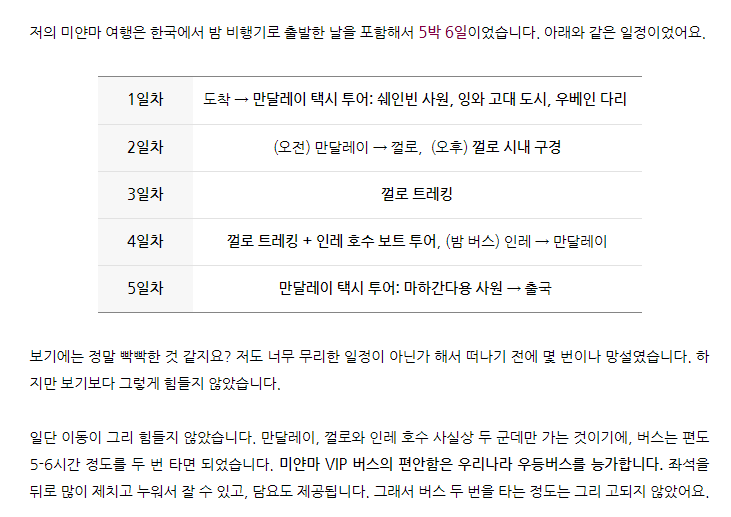 저의 미얀마 여행은 한국에서 밤 비행기로 출발한 날을 포함해서 5박 6일이었습니다. 아래와 같은 일정이었어요.
1일차 도착 → 만달레이 택시 투어: 쉐인빈 사원, 잉와 고대 도시, 우베인 다리
2일차 (오전) 만달레이 → 껄로, (오후) 껄로 시내 구경
3일차 껄로 트레킹
4일차 껄로 트레킹 + 인레 호수 보트 투어, (밤 버스) 인레 → 만달레이
5일차 만달레이 택시 투어: 마하간다용 사원 → 출국
보기에는 정말 빡빡한 것 같지요? 저도 너무 무리한 일정이 아닌가 해서 떠나기 전에 몇 번이나 망설였습니다. 하
지만 보기보다 그렇게 힘들지 않았습니다.
일단 이동이 그리 힘들지 않았습니다. 만달레이, 껄로와 인레 호수 사실상 두 군데만 가는 것이기에, 버스는 편도
5-6시간 정도를 두 번 타면 되었습니다. 미얀마 VIP 버스의 편안함은 우리나라 우등버스를 능가합니다. 좌석을
뒤로 많이 제치고 누워서 잘 수 있고, 담요도 제공됩니다. 그래서 버스 두 번을 타는 정도는 그리 고되지 않았어요.